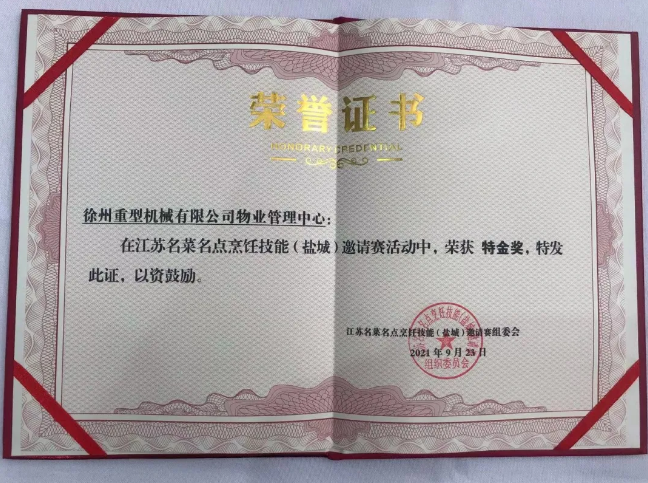 荣誉证书
HONORARY CREDENTIAL
徐州重型机械有限公司物业管理中心：
在江苏名菜名点烹饪技能（盐城）邀请赛活动中，荣获 特金奖，特发
此证，以资鼓励。
江苏名菜名点烹饪技能（盐城）邀请赛组委会
2021年9月23日
组织委员会